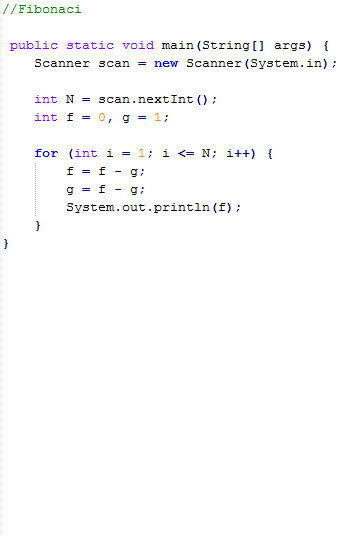 //Fibonaci
public static void main(String[] args) {
Scanner scan = new Scanner(System.in);
int N = scan.nextInt();
int f = 0, g = 1;
for (int i = 1; i <= N; i++) {
f = f - g;
g = f - g;
System.out.println(f);
}
}